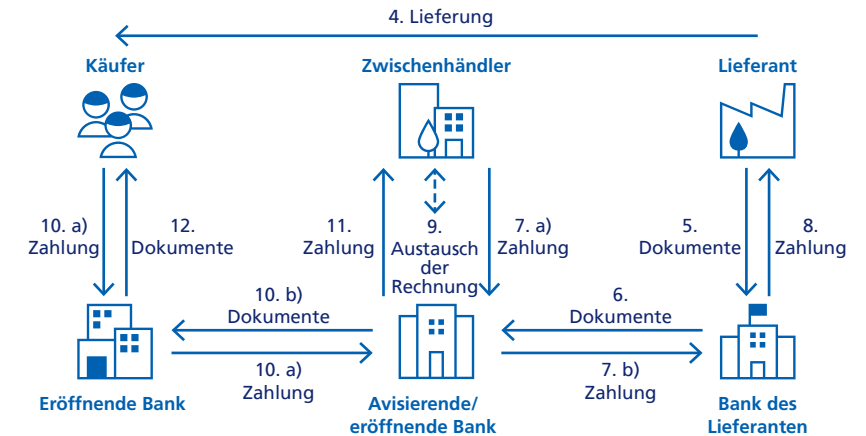 4. Lieferung
Käufer
Zwischenhändler
Lieferant
10. a)
Zahlung
12.
Dokumente
11.
Zahlung
9.
Austausch
der
Rechnung
7. a)
Zahlung
5.
Dokumente
8.
Zahlung
10. b)
Dokumente
6.
Dokumente
10. a)
Zahlung
7. b)
Zahlung
Eröffnende Bank
Avisierende/
eröffnende Bank
Bank des
Lieferanten